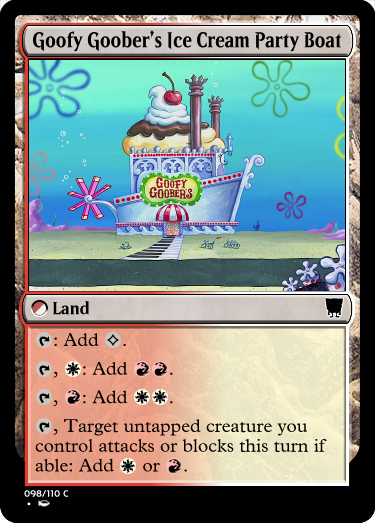 Goofy Goober's Ice Cream Party Boat
GOOFY
GOOBER'S
Land
: Add .
, : Add .
, : Add .
, Target untapped creature you
control attacks or blocks this turn if
able: Add or .
098/110 C